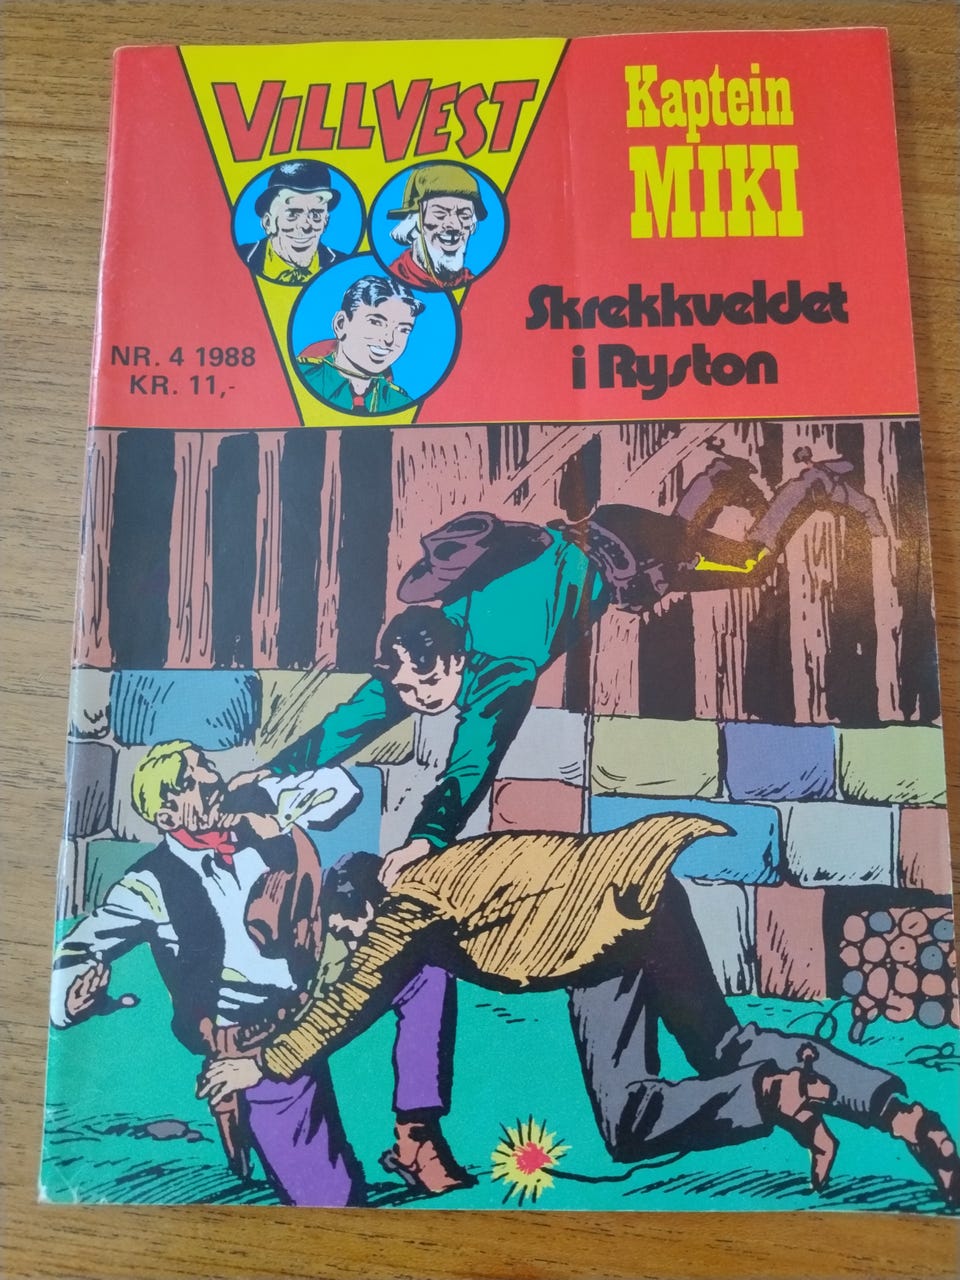 VILLVEST
Kaptein
MIKI
Skrekkveldet
i Ryston
NR. 4 1988
KR. 11,-